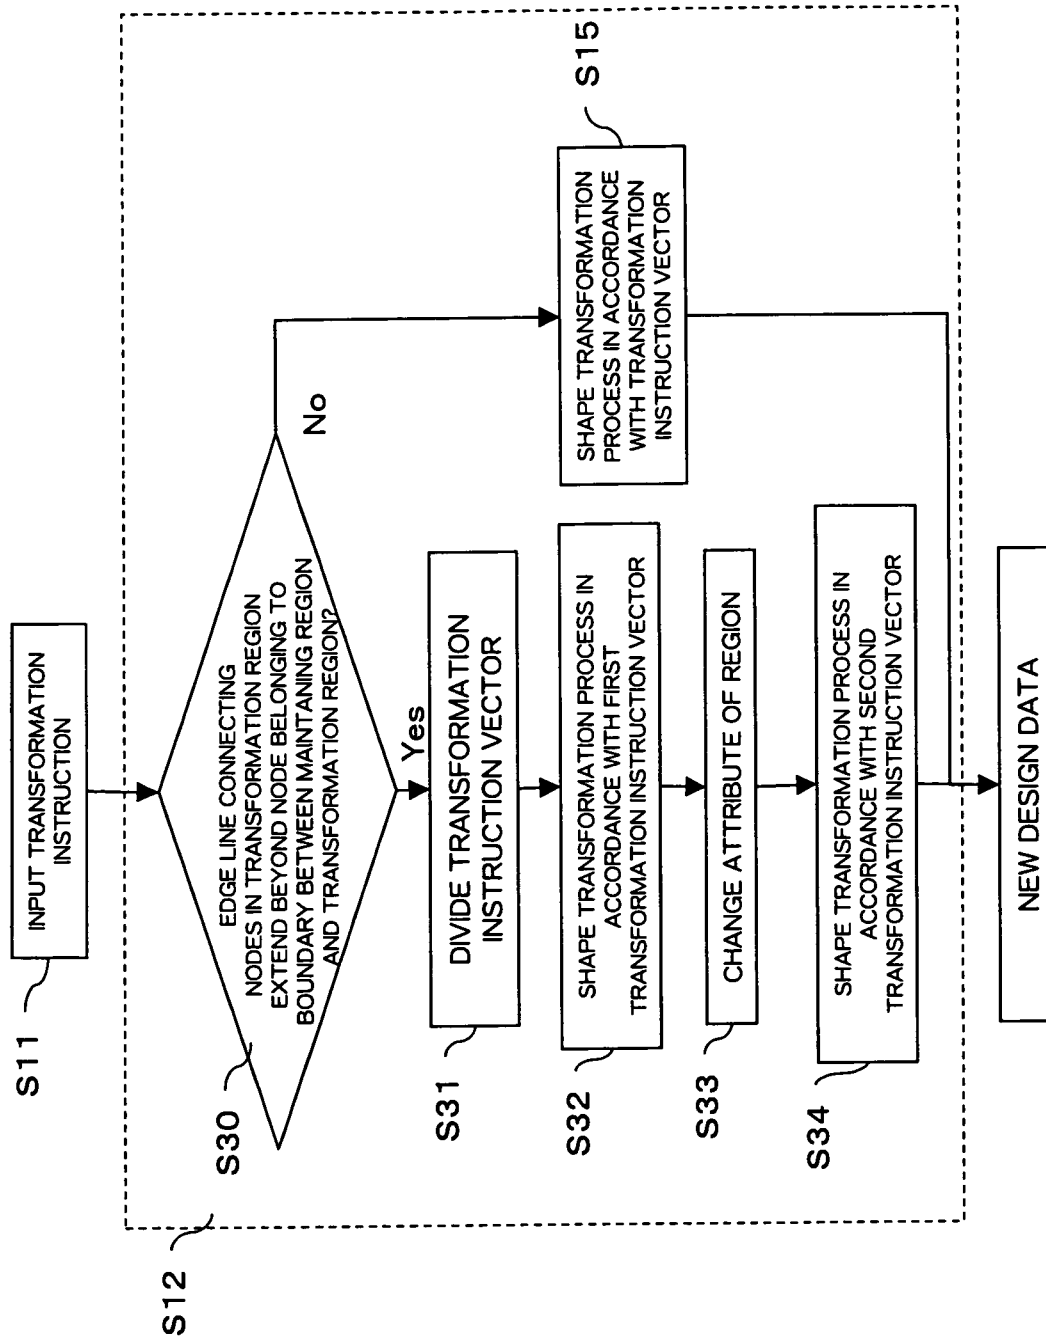 INPUT TRANSFORMATION
INSTRUCTION
S11
S12
S30
EDGE LINE CONNECTING
NODES IN TRANSFORMATION REGION
EXTEND BEYOND NODE BELONGING TO
BOUNDARY BETWEEN MAINTANING REGION
AND TRANSFORMATION REGION?
No
Yes
S31
DIVIDE TRANSFORMATION
INSTRUCTION VECTOR
S32
SHAPE TRANSFORMATION PROCESS IN
ACCORDANCE WITH FIRST
TRANSFORMATION INSTRUCTION VECTOR
S33
CHANGE ATTRIBUTE OF REGION
S34
SHAPE TRANSFORMATION PROCESS IN
ACCORDANCE WITH SECOND
TRANSFORMATION INSTRUCTION VECTOR
S15
SHAPE TRANSFORMATION
PROCESS IN ACCORDANCE
WITH TRANSFORMATION
INSTRUCTION VECTOR
NEW DESIGN DATA